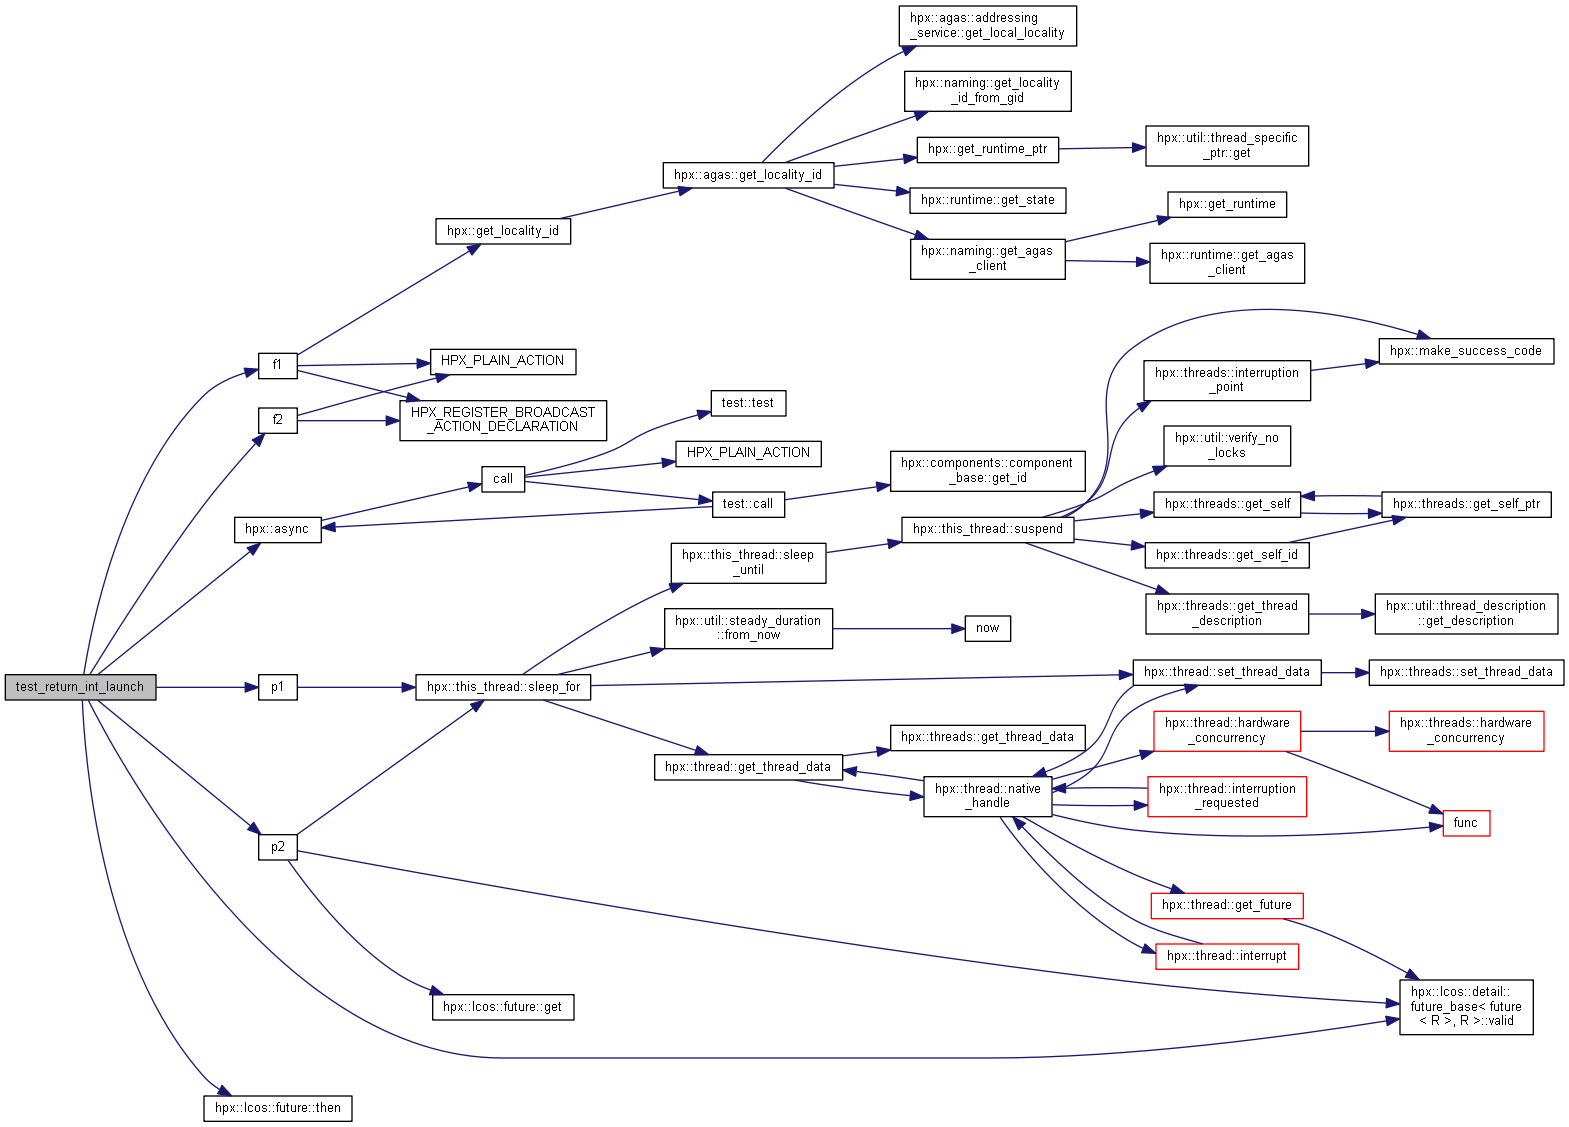 hpx::agas::addressing
_service::get_local_locality
hpx::naming::get_locality
_id_from_gid
hpx::get_runtime_ptr
hpx::util::thread_specific
_ptr::get
hpx::agas::get_locality_id
hpx::runtime::get_state
hpx::get_runtime
hpx::get_locality_id
hpx::naming::get_agas
_client
hpx::runtime::get_agas
_client
f1
HPX_PLAIN_ACTION
hpx::make_success_code
hpx::threads::interruption
_point
f2
HPX_REGISTER_BROADCAST
_ACTION_DECLARATION
test::test
HPX_PLAIN_ACTION
hpx::util::verify_no
_locks
call
hpx::components::component
_base::get_id
test::call
hpx::threads::get_self
hpx::threads::get_self_ptr
hpx::async
hpx::this_thread::suspend
hpx::this_thread::sleep
_until
hpx::threads::get_self_id
hpx::threads::get_thread
_description
hpx::util::thread_description
::get_description
hpx::util::steady_duration
::from_now
now
test_return_int_launch
p1
hpx::this_thread::sleep_for
hpx::thread::set_thread_data
hpx::threads::set_thread_data
hpx::threads::get_thread_data
hpx::thread::hardware
_concurrency
hpx::threads::hardware
_concurrency
hpx::thread::get_thread_data
hpx::thread::native
_handle
hpx::thread::interruption
_requested
func
p2
hpx::thread::get_future
hpx::thread::interrupt
hpx::lcos::future::get
hpx::lcos::detail::
future_base< future
< R >, R >::valid
hpx::lcos::future::then